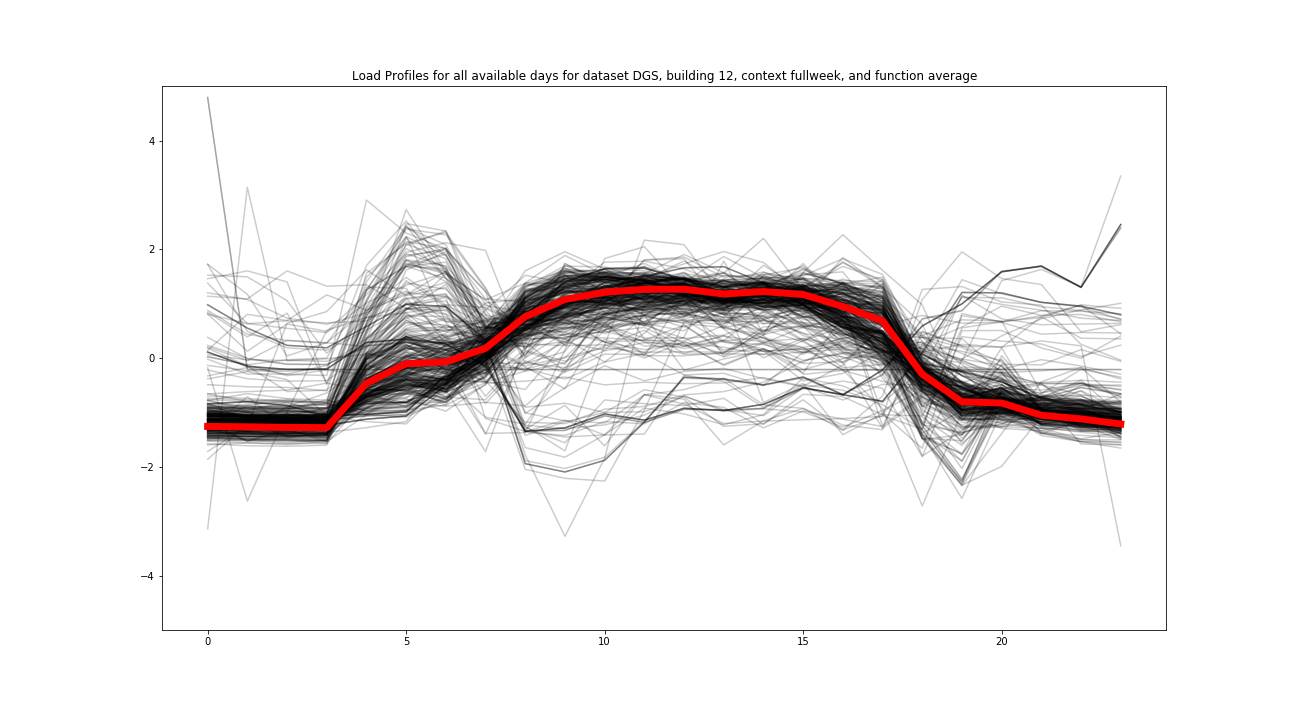 Load Profiles for all available days for dataset DGS, building 12, context fullweek, and function average
4
2
0
−2
−4
0 5 10 15 20